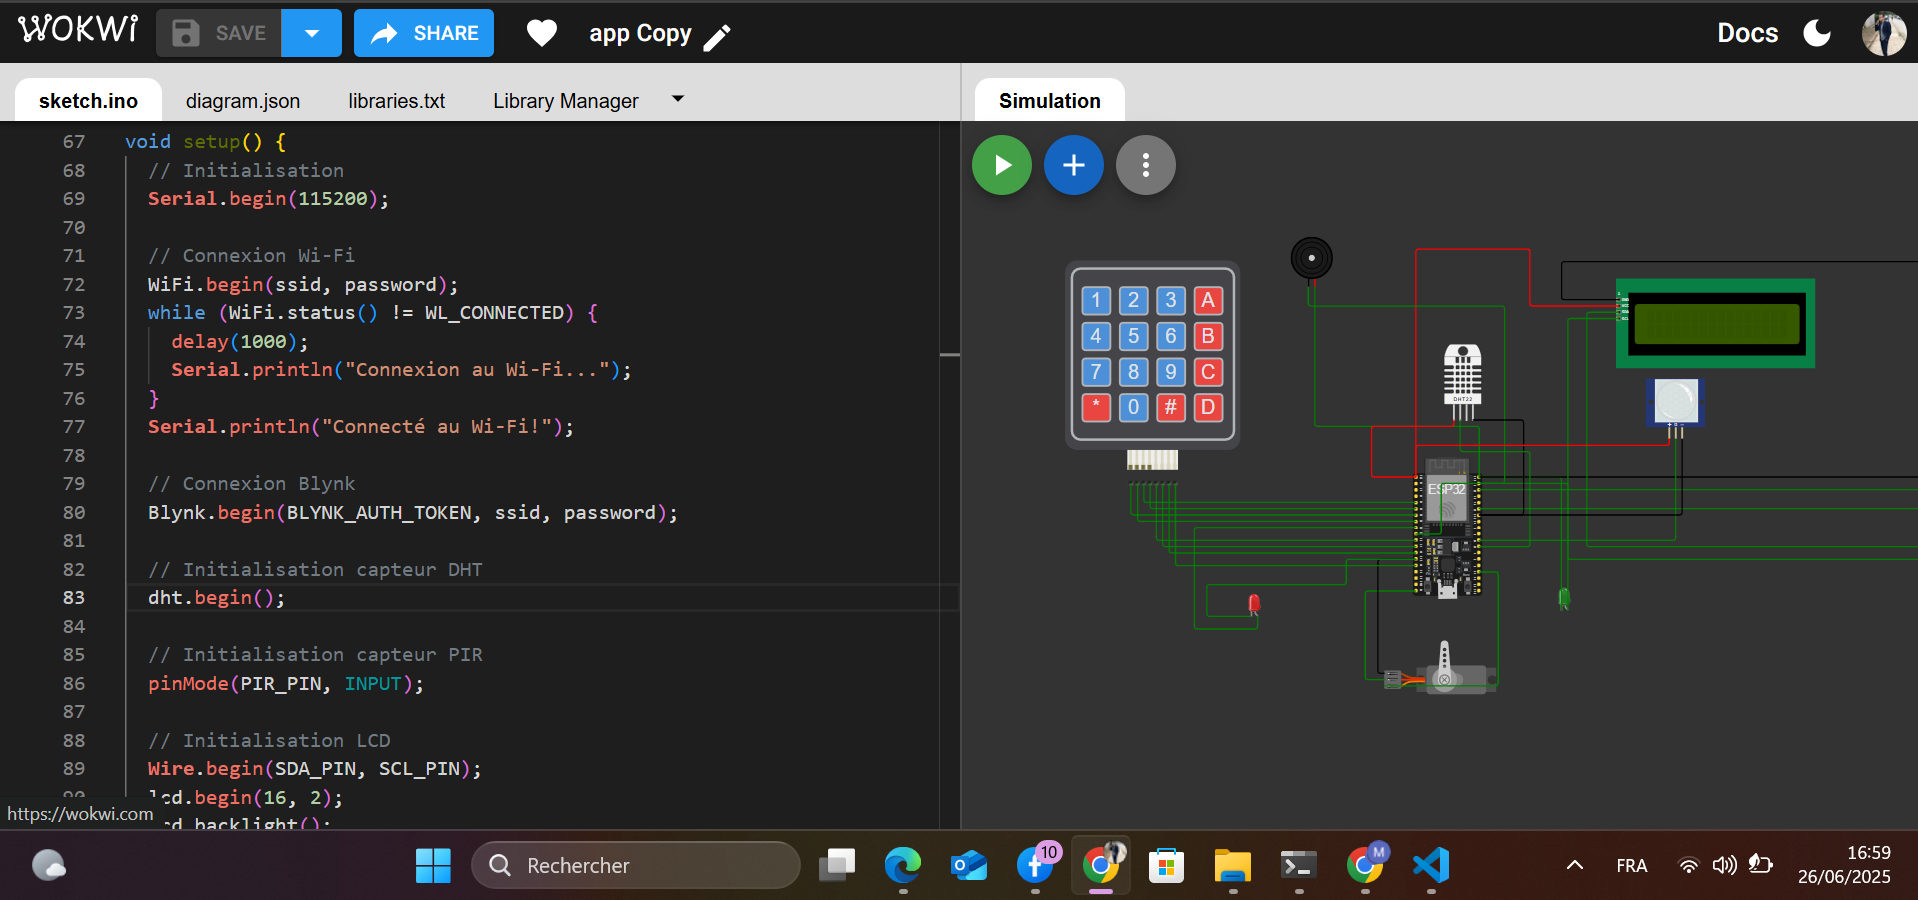 WOKWI SAVE SHARE app Copy Docs
sketch.ino diagram.json libraries.txt Library Manager Simulation
67 void setup() {
68 // Initialisation
69 Serial.begin(115200);
70
71 // Connexion Wi-Fi
72 WiFi.begin(ssid, password);
73 while (WiFi.status() != WL_CONNECTED) {
74 delay(1000);
75 Serial.println("Connexion au Wi-Fi...");
76 }
77 Serial.println("Connecté au Wi-Fi!");
78
79 // Connexion Blynk
80 Blynk.begin(BLYNK_AUTH_TOKEN, ssid, password);
81
82 // Initialisation capteur DHT
83 dht.begin();
84
85 // Initialisation capteur PIR
86 pinMode(PIR_PIN, INPUT);
87
88 // Initialisation LCD
89 Wire.begin(SDA_PIN, SCL_PIN);
90 lcd.begin(16, 2);
cd.backlight();
https://wokwi.com
1 2 3 A
4 5 6 B
7 8 9 C
* 0 # D
DHT22
ESP32
Rechercher
10
M
FRA
16:59
26/06/2025